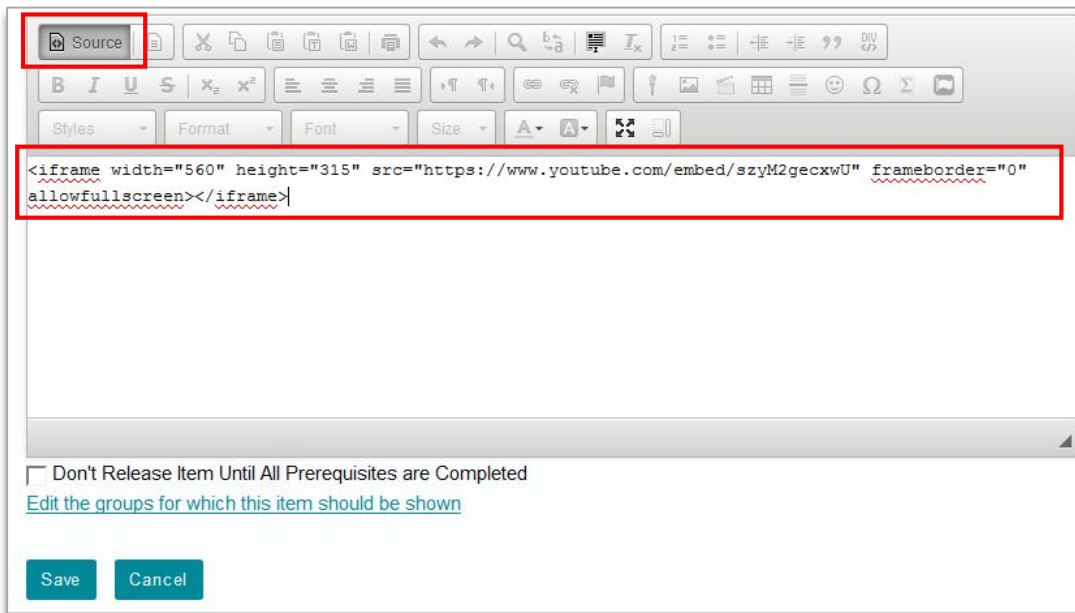 Source
B I U S x₂ x²
Styles Format Font Size A A
<iframe width="560" height="315" src="https://www.youtube.com/embed/szyM2gecxwU" frameborder="0"
allowfullscreen></iframe>
Don't Release Item Until All Prerequisites are Completed
Edit the groups for which this item should be shown
Save Cancel